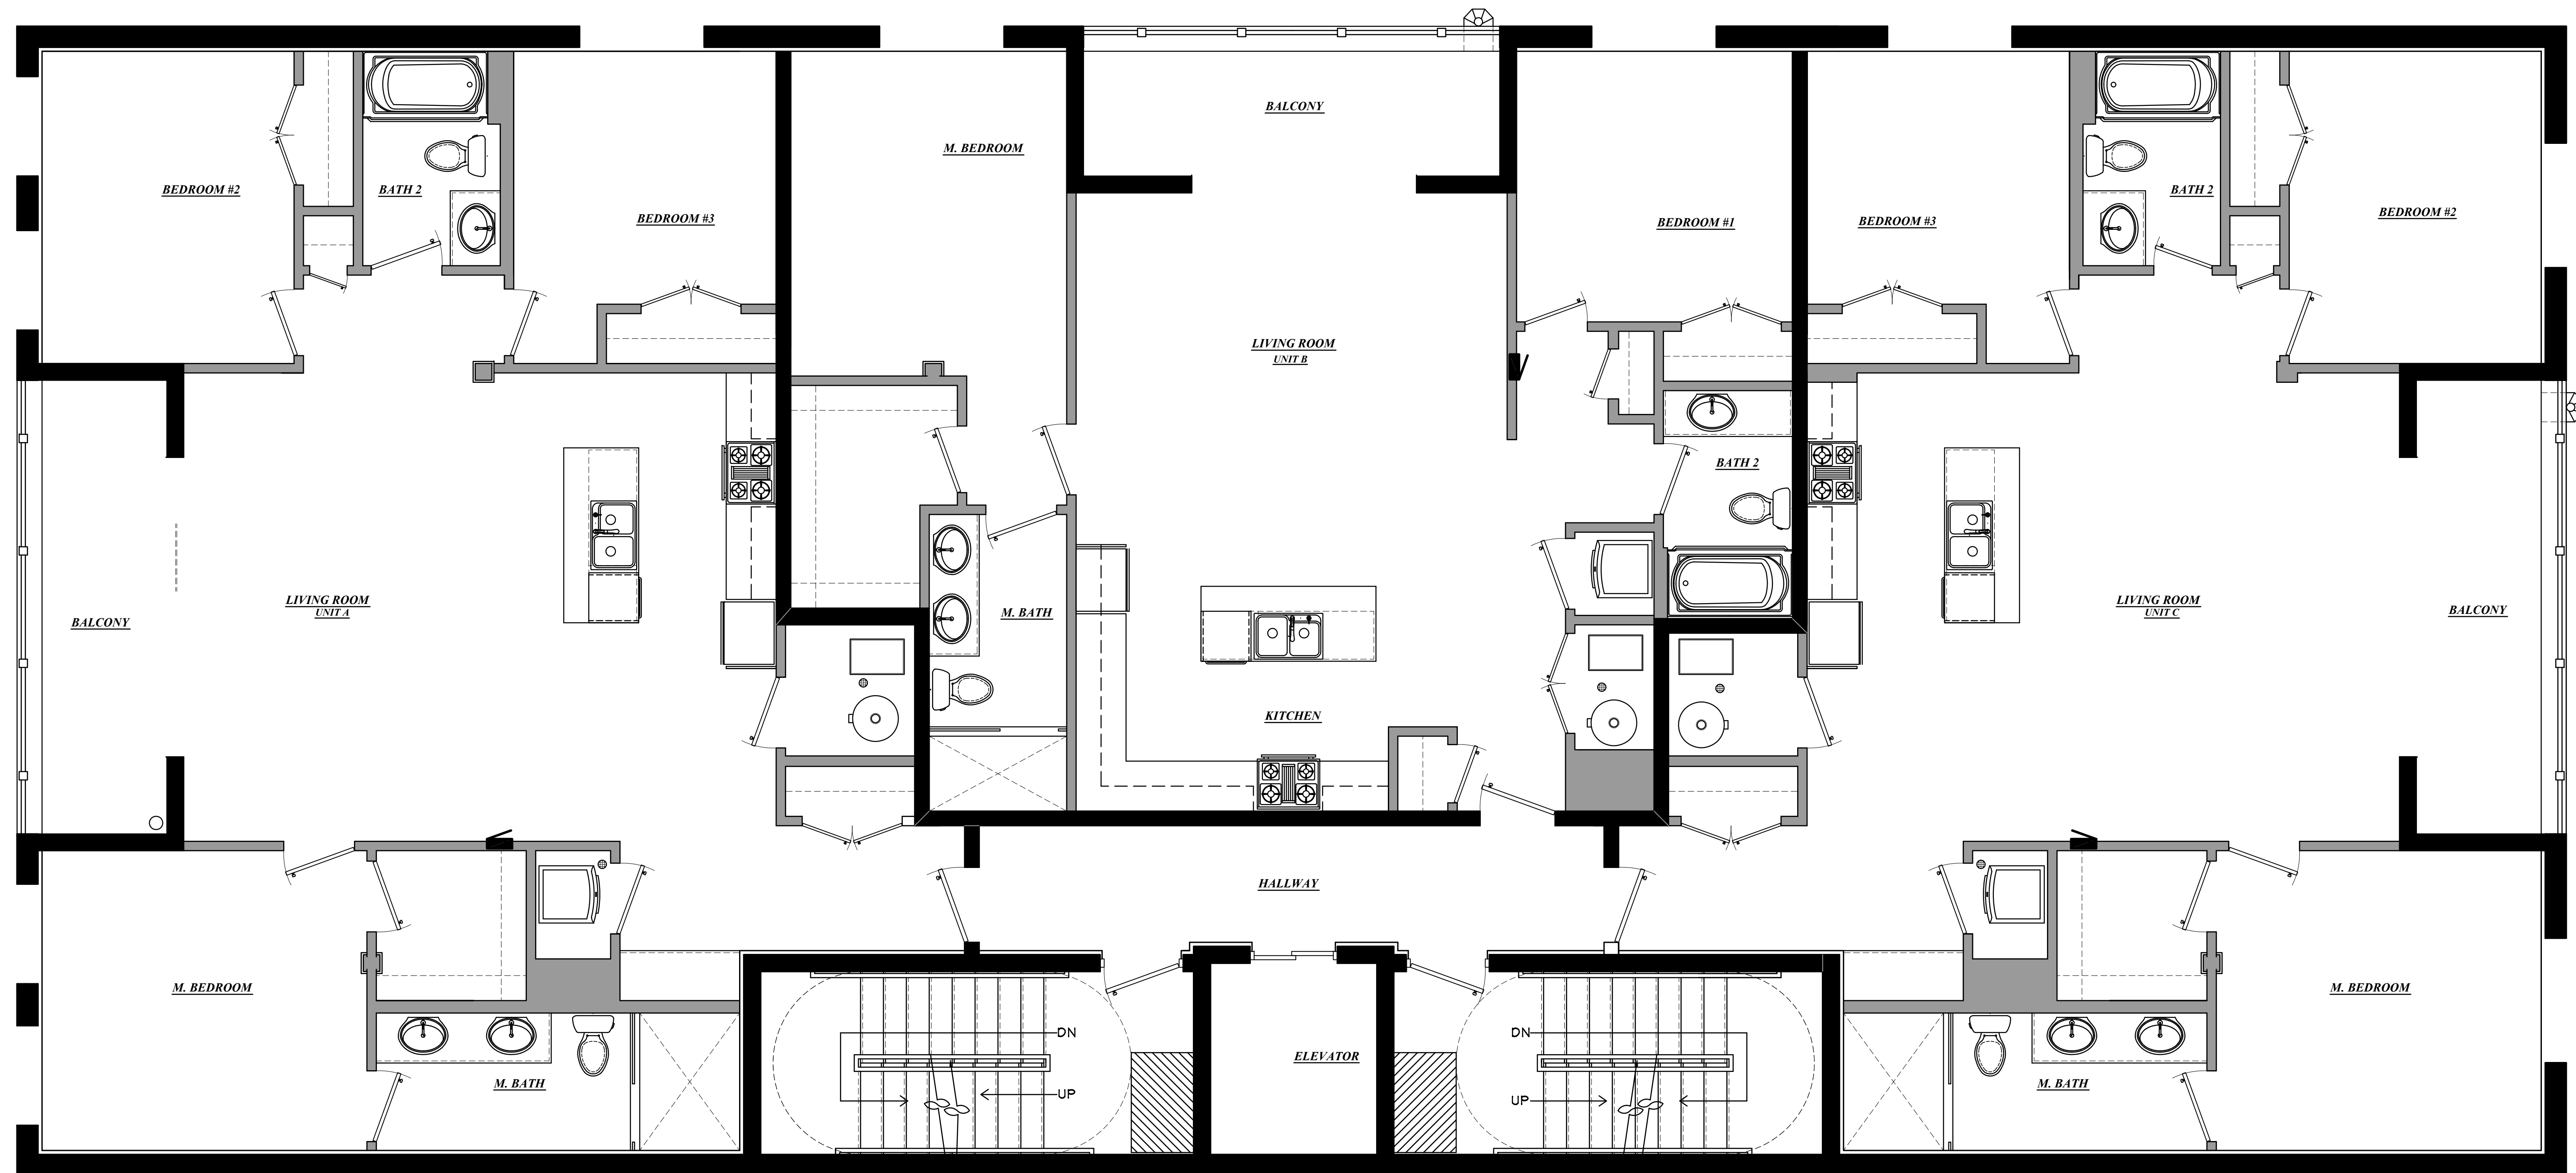 BALCONY
M. BEDROOM
BEDROOM #2
BATH 2
BEDROOM #3
BEDROOM #1
BEDROOM #3
BATH 2
BEDROOM #2
LIVING ROOM
UNIT B
BATH 2
LIVING ROOM
UNIT A
BALCONY
M. BATH
LIVING ROOM
UNIT C
BALCONY
KITCHEN
HALLWAY
M. BEDROOM
M. BEDROOM
DN
DN
ELEVATOR
M. BATH
M. BATH
UP
UP